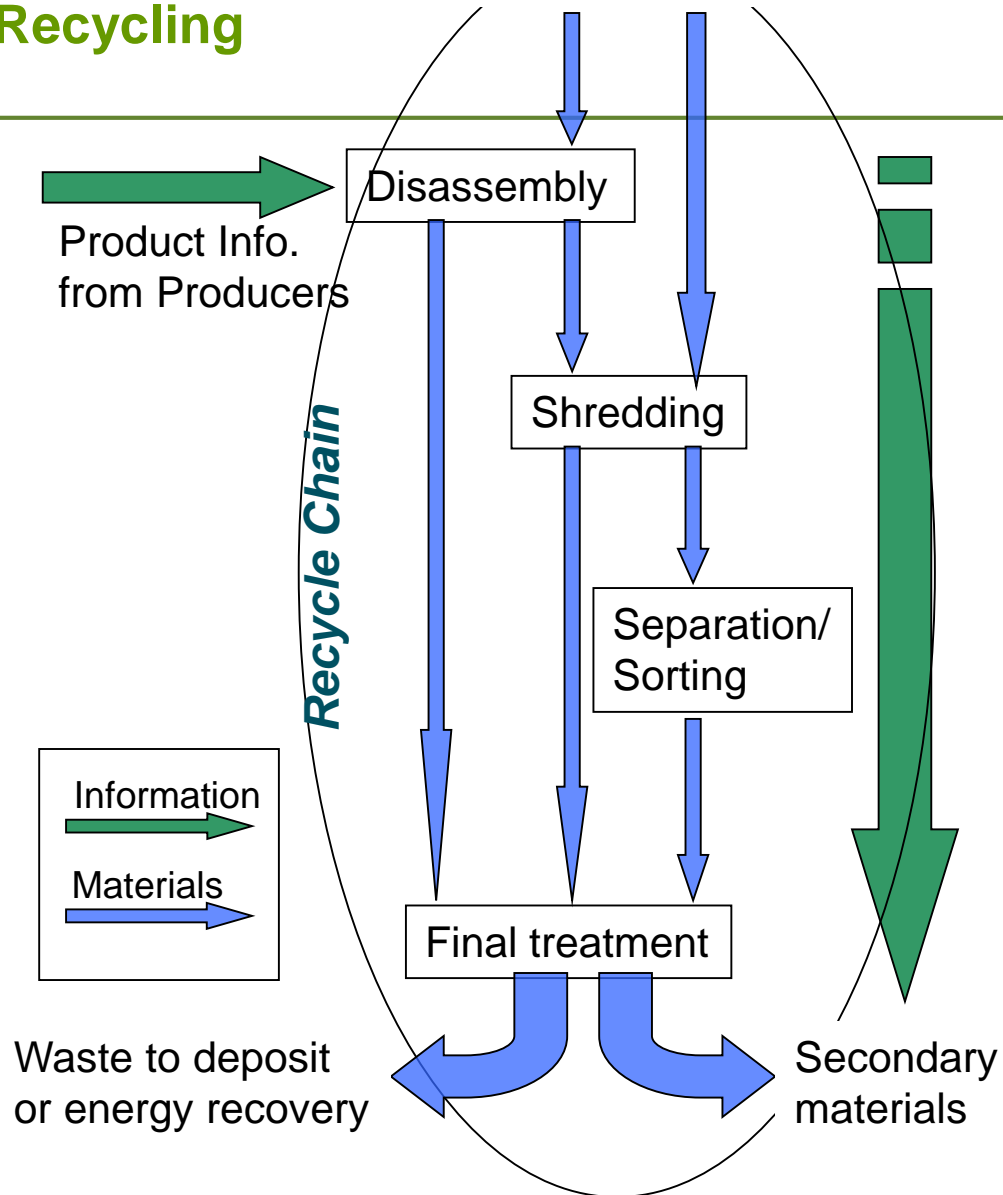 Recycling
Disassembly
Product Info.
from Producers
Shredding
Recycle Chain
Separation/
Sorting
Information
Materials
Final treatment
Waste to deposit
or energy recovery
Secondary
materials